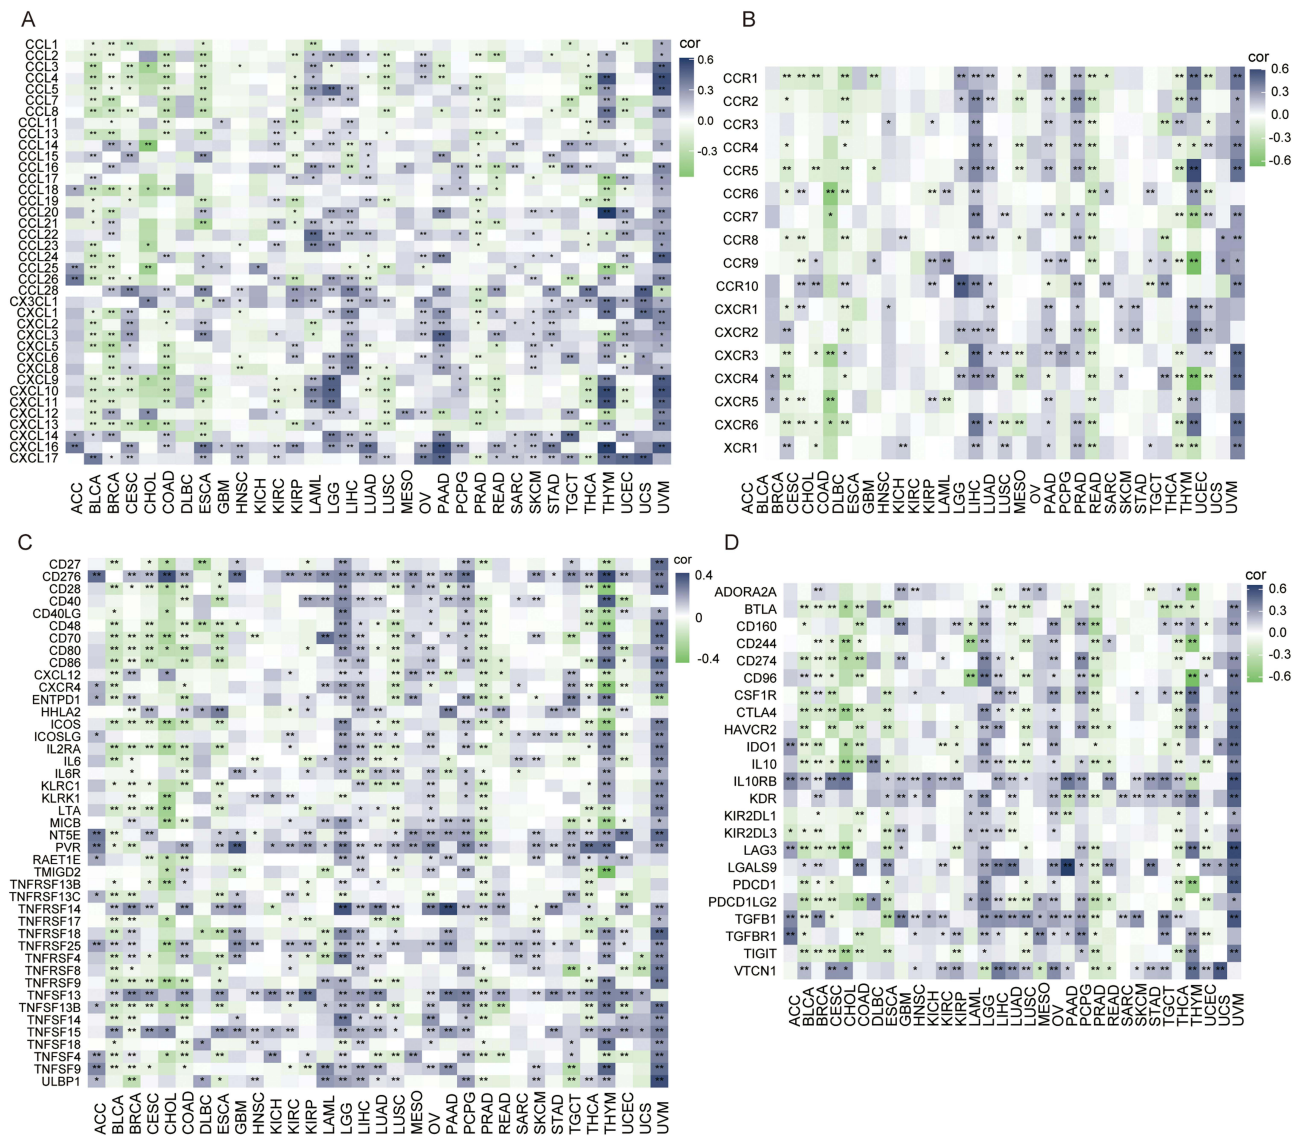 A
CCL1
CCL2
CCL3
CCL4
CCL5
CCL7
CCL8
CCL11
CCL13
CCL14
CCL15
CCL16
CCL17
CCL18
CCL19
CCL20
CCL21
CCL22
CCL23
CCL24
CCL25
CCL26
CCL28
CX3CL1
CXCL1
CXCL2
CXCL3
CXCL5
CXCL6
CXCL8
CXCL9
CXCL10
CXCL11
CXCL12
CXCL13
CXCL14
CXCL16
CXCL17
ACC BLCA BRCA CESC CHOL COAD DLBC ESCA GBM HNSC KICH KIRC KIRP LAML LGG LIHC LUAD LUSC MESO OV PAAD PCPG PRAD READ SARC SKCM STAD TGCT THCA THYM UCEC UCS UVM
cor
0.6
0.3
0.0
-0.3
B
CCR1
CCR2
CCR3
CCR4
CCR5
CCR6
CCR7
CCR8
CCR9
CCR10
CXCR1
CXCR2
CXCR3
CXCR4
CXCR5
CXCR6
XCR1
ACC BLCA BRCA CESC CHOL COAD DLBC ESCA GBM HNSC KICH KIRC KIRP LAML LGG LIHC LUAD LUSC MESO OV PAAD PCPG PRAD READ SARC SKCM STAD TGCT THCA THYM UCEC UCS UVM
cor
0.6
0.3
0.0
-0.3
-0.6
C
CD27
CD276
CD28
CD40
CD40LG
CD48
CD70
CD80
CD86
CXCL12
CXCR4
ENTPD1
HHLA2
ICOS
ICOSLG
IL2RA
IL6
IL6R
KLRC1
KLRK1
LTA
MICB
NT5E
PVR
RAET1E
TMIGD2
TNFRSF13B
TNFRSF13C
TNFRSF14
TNFRSF17
TNFRSF18
TNFRSF25
TNFRSF4
TNFRSF8
TNFRSF9
TNFSF13
TNFSF13B
TNFSF14
TNFSF15
TNFSF18
TNFSF4
TNFSF9
ULBP1
ACC BLCA BRCA CESC CHOL COAD DLBC ESCA GBM HNSC KICH KIRC KIRP LAML LGG LIHC LUAD LUSC MESO OV PAAD PCPG PRAD READ SARC SKCM STAD TGCT THCA THYM UCEC UCS UVM
cor
0.4
0
-0.4
D
ADORA2A
BTLA
CD160
CD244
CD274
CD96
CSF1R
CTLA4
HAVCR2
IDO1
IL10
IL10RB
KDR
KIR2DL1
KIR2DL3
LAG3
LGALS9
PDCD1
PDCD1LG2
TGFB1
TGFBR1
TIGIT
VTCN1
ACC BLCA BRCA CESC CHOL COAD DLBC ESCA GBM HNSC KICH KIRC KIRP LAML LGG LIHC LUAD LUSC MESO OV PAAD PCPG PRAD READ SARC SKCM STAD TGCT THCA THYM UCEC UCS UVM
cor
0.6
0.3
0.0
-0.3
-0.6